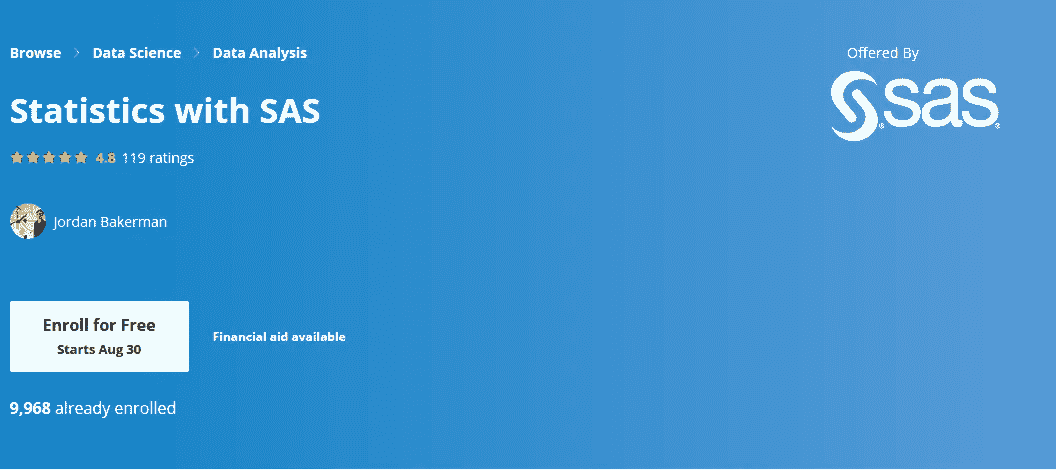 Browse > Data Science > Data Analysis
Offered By
sas
Statistics with SAS
4.8 119 ratings
Jordan Bakerman
Enroll for Free
Starts Aug 30
Financial aid available
9,968 already enrolled